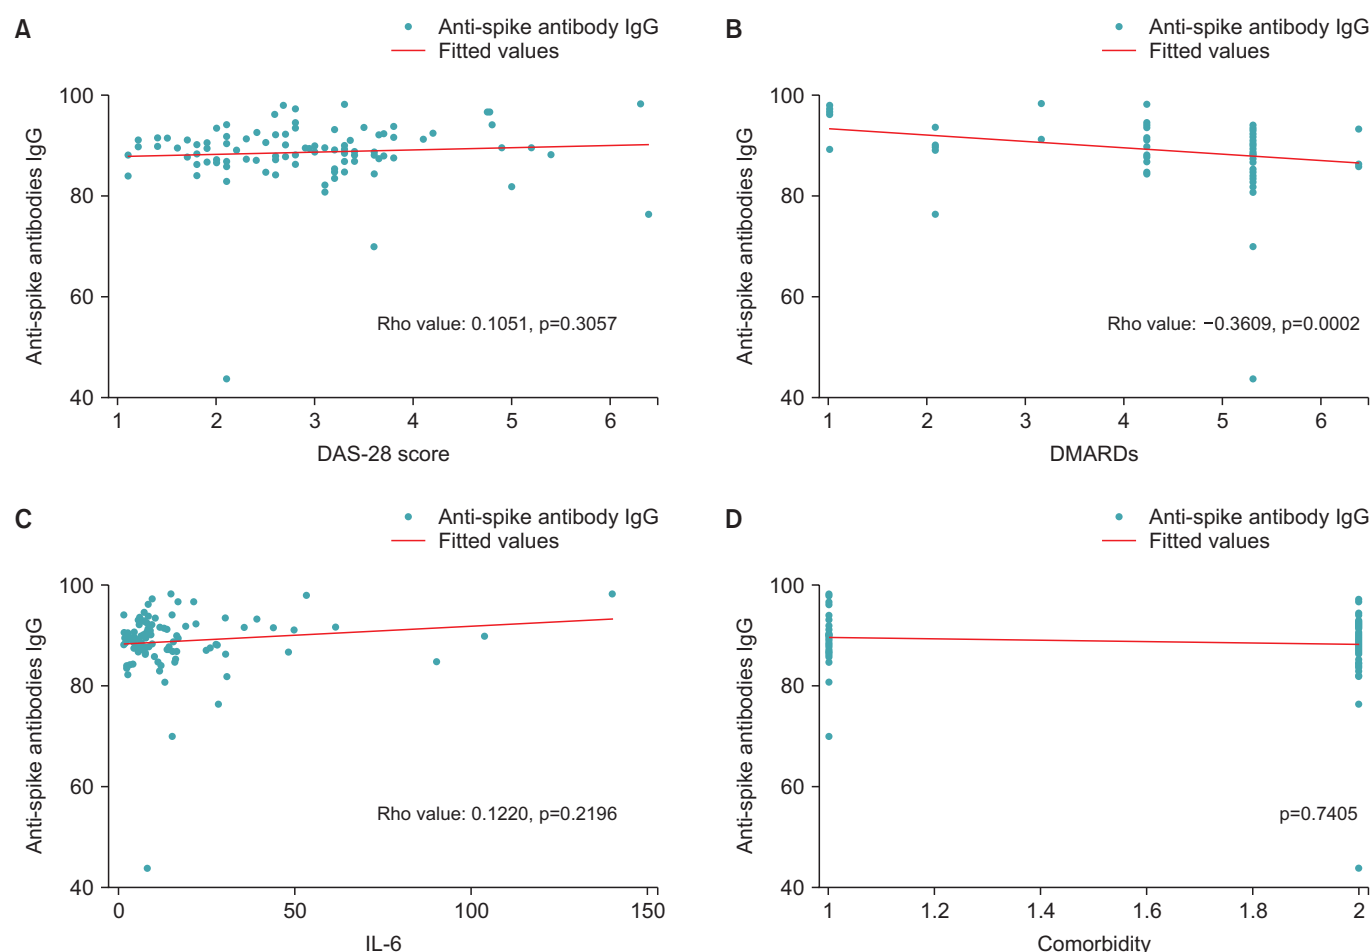 A
Anti-spike antibody IgG
Fitted values
Anti-spike antibodies IgG
100
80
60
40
Rho value: 0.1051, p=0.3057
1 2 3 4 5 6
DAS-28 score
B
Anti-spike antibody IgG
Fitted values
Anti-spike antibodies IgG
100
80
60
40
Rho value: −0.3609, p=0.0002
1 2 3 4 5 6
DMARDs
C
Anti-spike antibody IgG
Fitted values
Anti-spike antibodies IgG
100
80
60
40
Rho value: 0.1220, p=0.2196
0 50 100 150
IL-6
D
Anti-spike antibody IgG
Fitted values
Anti-spike antibodies IgG
100
80
60
40
p=0.7405
1 1.2 1.4 1.6 1.8 2
Comorbidity